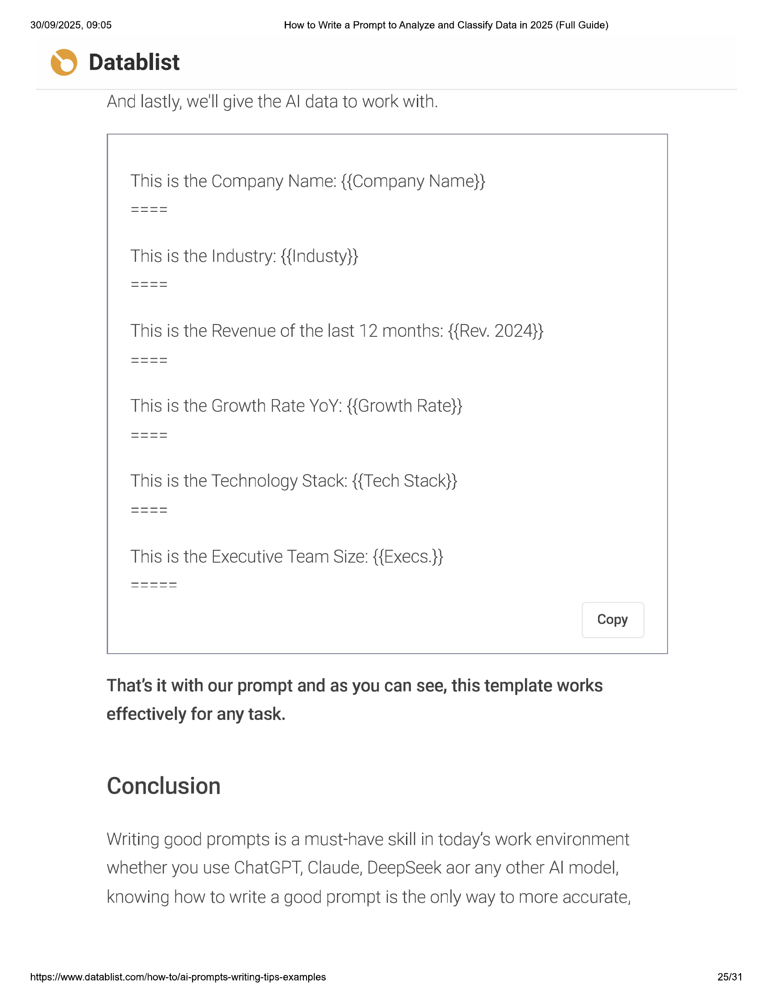 30/09/2025, 09:05
How to Write a Prompt to Analyze and Classify Data in 2025 (Full Guide)
Datablist
And lastly, we'll give the AI data to work with.
This is the Company Name: {{Company Name}}
====
This is the Industry: {{Industy}}
====
This is the Revenue of the last 12 months: {{Rev. 2024}}
====
This is the Growth Rate YoY: {{Growth Rate}}
====
This is the Technology Stack: {{Tech Stack}}
====
This is the Executive Team Size: {{Execs.}}
=====
Copy
That’s it with our prompt and as you can see, this template works
effectively for any task.
Conclusion
Writing good prompts is a must-have skill in today’s work environment
whether you use ChatGPT, Claude, DeepSeek aor any other AI model,
knowing how to write a good prompt is the only way to more accurate,
https://www.datablist.com/how-to/ai-prompts-writing-tips-examples
25/31